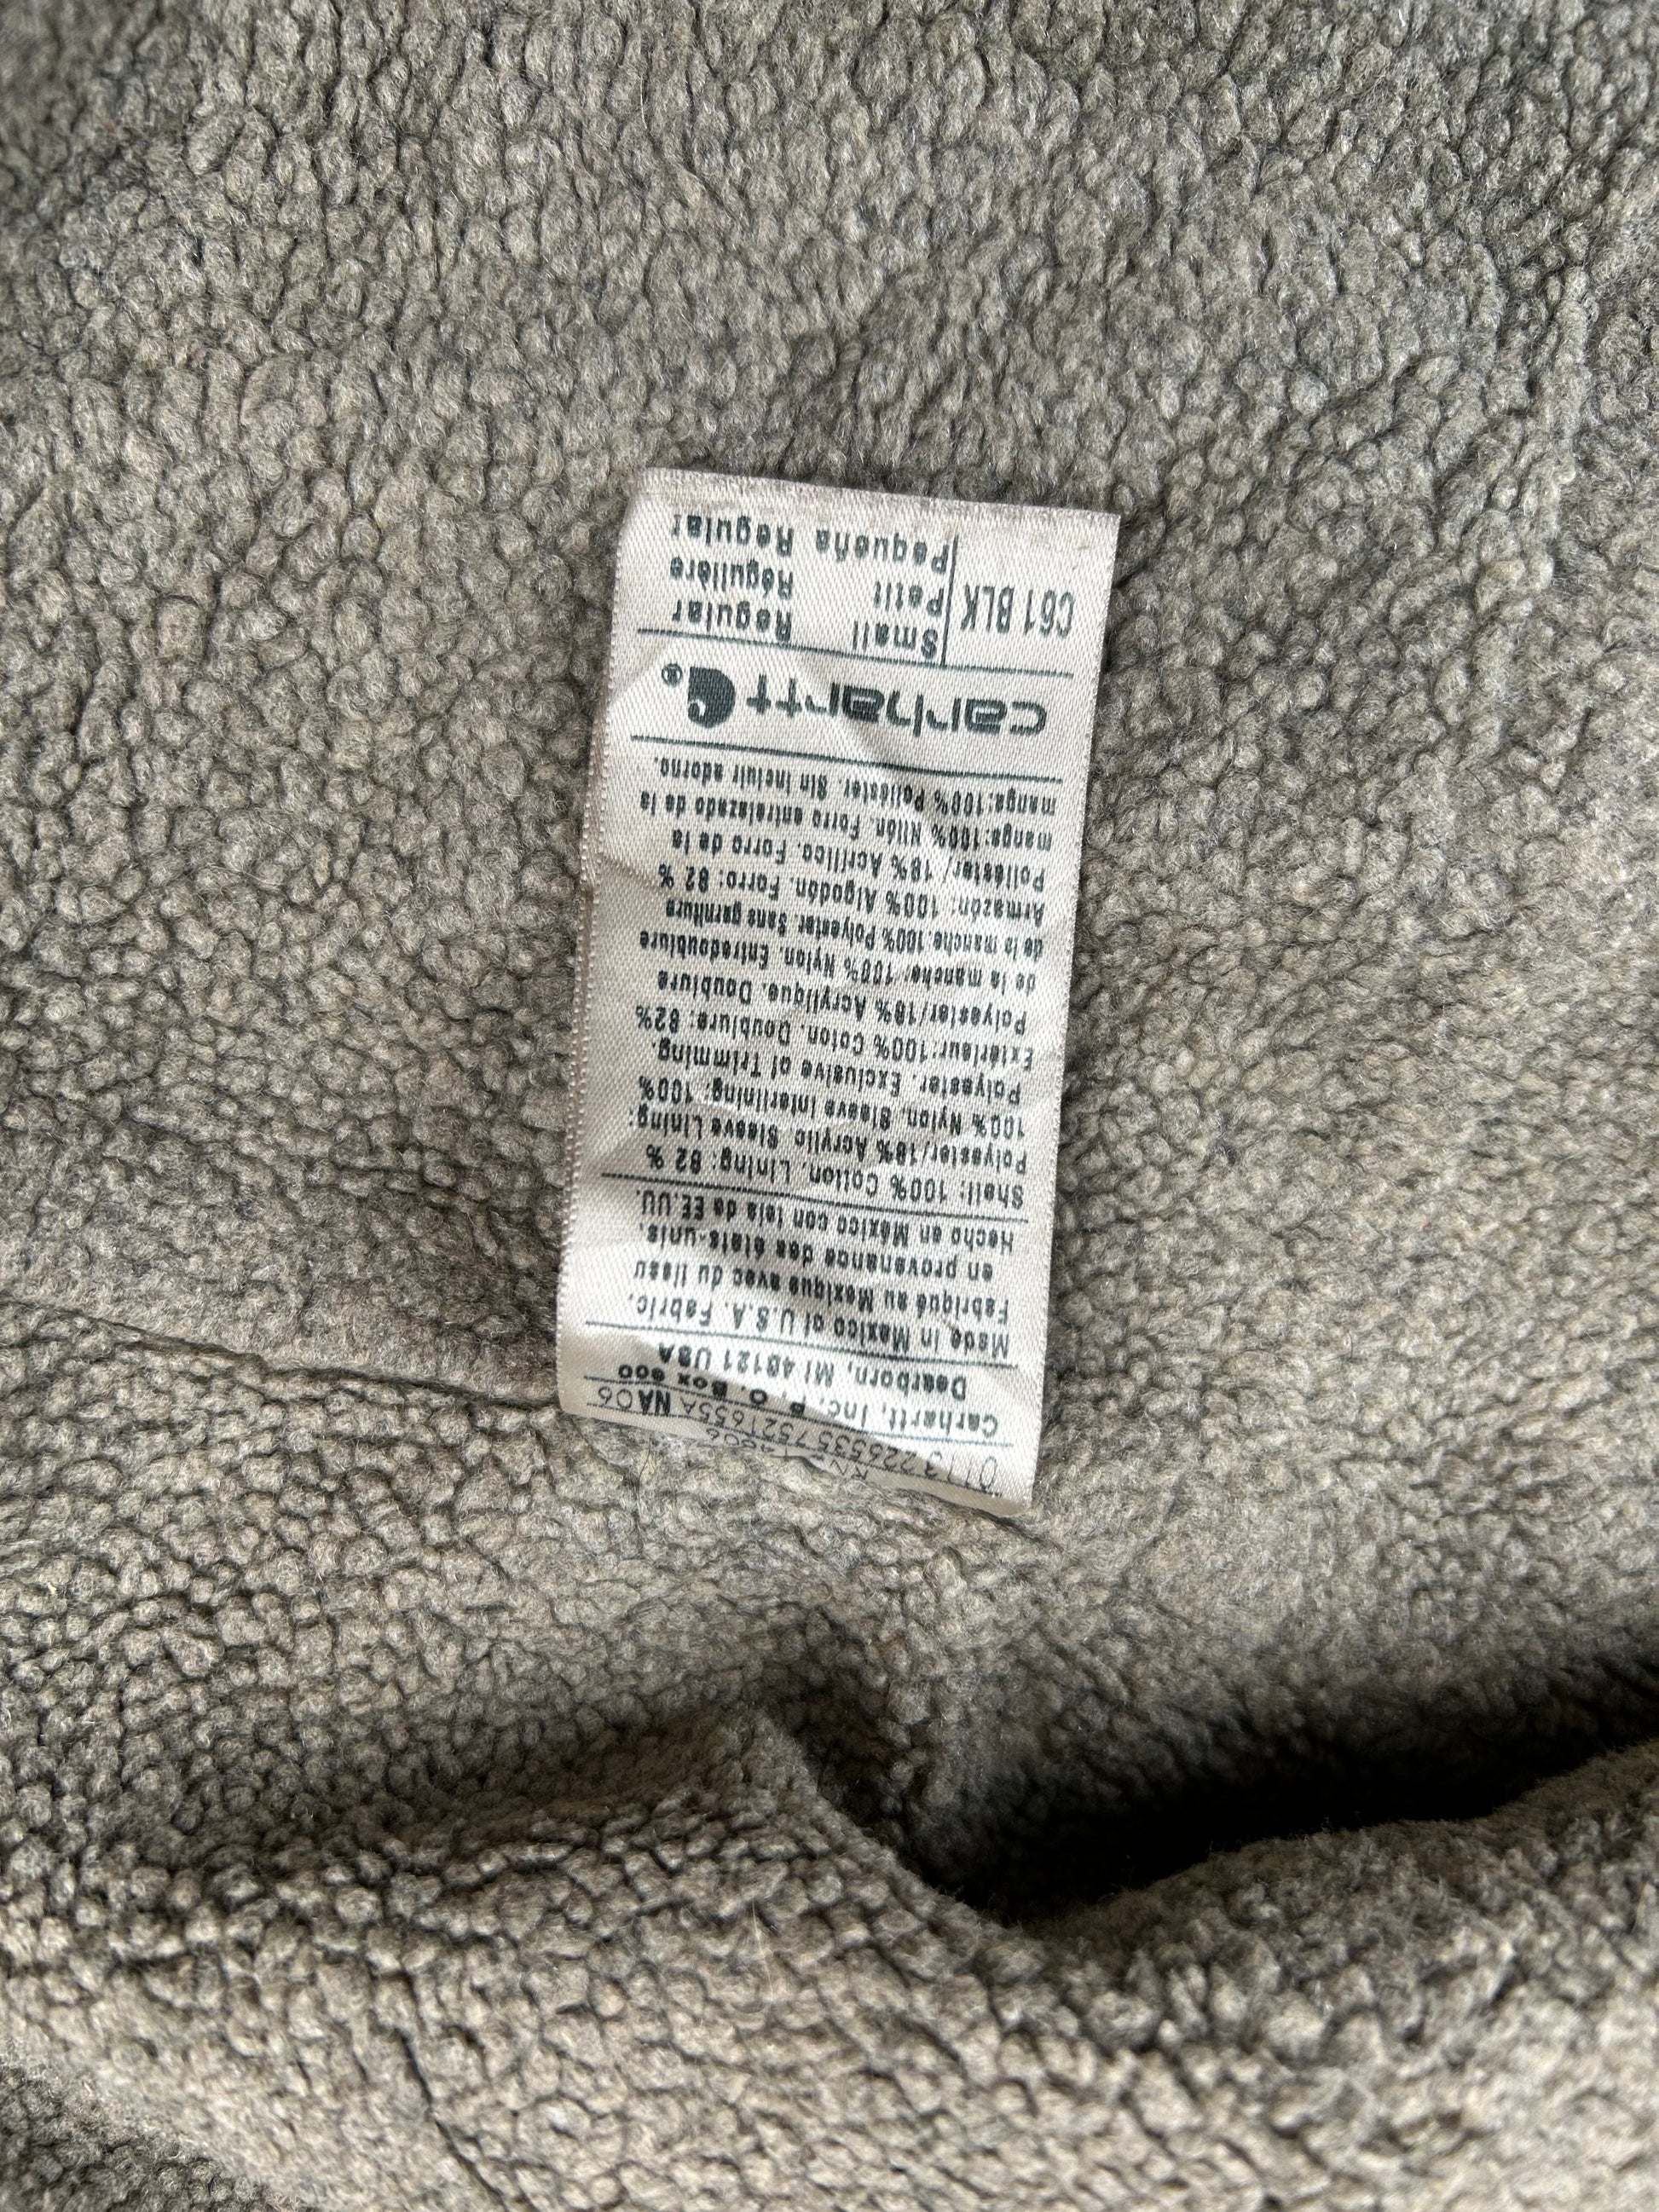 Carhartt, Inc. P. O. Box 600
Dearborn, MI 48121 USA
Made in Mexico of U.S.A. Fabric.
Fabriqué au Mexique avec du tissu
en provenance des états-unis.
Hecho en México con tela de EE.UU.
Shell: 100% Cotton. Lining: 82 %
Polyester/18% Acrylic Sleeve Lining:
100% Nylon. Sleeve Interlining: 100%
Polyester. Exclusive of Trimming.
Extérieur: 100% Coton. Doublure: 82%
Polyester/18% Acrylique. Doublure
de la manche: 100% Nylon. Entredoublure
de la manche: 100% Polyester Sans garniture
Armazón: 100% Algodón. Forro: 82 %
Poliéster/18% Acrílico. Forro de la
manga: 100% Nilón. Forro entrelazado de la
manga: 100% Poliéster. Sin incluir adorno.
carhartt ®
C61 BLK
Small Regular
Petit Régulière
Pequeña Regular